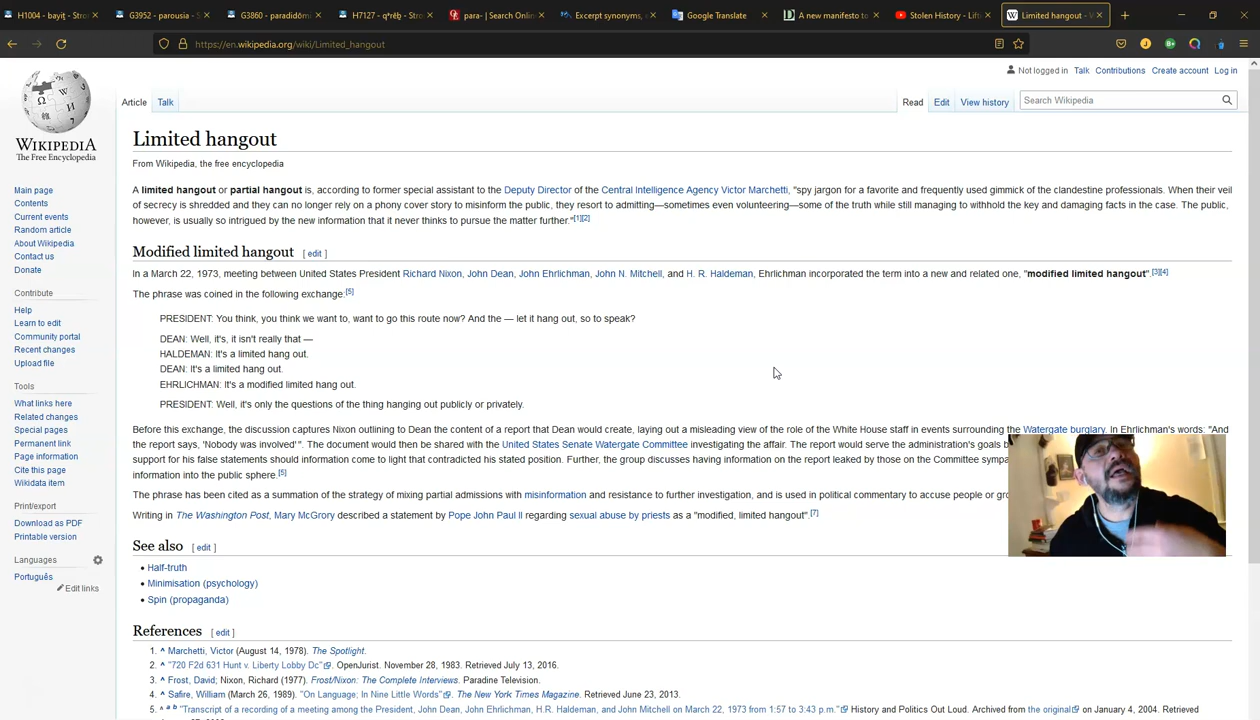 H1004 - bayiṯ - Stro
G3952 - parousia - S
G3860 - paradidōmi
H7127 - qᵊrēḇ - Stro
para- | Search Onlin
Excerpt synonyms, e
Google Translate
A new manifesto to
Stolen History - Lift
Limited hangout - W
https://en.wikipedia.org/wiki/Limited_hangout
Not logged in Talk Contributions Create account Log in
Article Talk Read Edit View history Search Wikipedia
WIKIPEDIA
The Free Encyclopedia
Main page
Contents
Current events
Random article
About Wikipedia
Contact us
Donate
Contribute
Help
Learn to edit
Community portal
Recent changes
Upload file
Tools
What links here
Related changes
Special pages
Permanent link
Page information
Cite this page
Wikidata item
Print/export
Download as PDF
Printable version
Languages
Português
Edit links
Limited hangout
From Wikipedia, the free encyclopedia
A limited hangout or partial hangout is, according to former special assistant to the Deputy Director of the Central Intelligence Agency Victor Marchetti, "spy jargon for a favorite and frequently used gimmick of the clandestine professionals. When their veil
of secrecy is shredded and they can no longer rely on a phony cover story to misinform the public, they resort to admitting—sometimes even volunteering—some of the truth while still managing to withhold the key and damaging facts in the case. The public,
however, is usually so intrigued by the new information that it never thinks to pursue the matter further."[1][2]
Modified limited hangout [ edit ]
In a March 22, 1973, meeting between United States President Richard Nixon, John Dean, John Ehrlichman, John N. Mitchell, and H. R. Haldeman, Ehrlichman incorporated the term into a new and related one, "modified limited hangout".[3][4]
The phrase was coined in the following exchange:[5]
PRESIDENT: You think, you think we want to, want to go this route now? And the — let it hang out, so to speak?
DEAN: Well, it's, it isn't really that —
HALDEMAN: It's a limited hang out.
DEAN: It's a limited hang out.
EHRLICHMAN: It's a modified limited hang out.
PRESIDENT: Well, it's only the questions of the thing hanging out publicly or privately.
Before this exchange, the discussion captures Nixon outlining to Dean the content of a report that Dean would create, laying out a misleading view of the role of the White House staff in events surrounding the Watergate burglary. In Ehrlichman's words: "And
the report says, 'Nobody was involved'". The document would then be shared with the United States Senate Watergate Committee investigating the affair. The report would serve the administration's goals b
support for his false statements should information come to light that contradicted his stated position. Further, the group discusses having information on the report leaked by those on the Committee sympa
information into the public sphere.[5]
The phrase has been cited as a summation of the strategy of mixing partial admissions with misinformation and resistance to further investigation, and is used in political commentary to accuse people or gro
Writing in The Washington Post, Mary McGrory described a statement by Pope John Paul II regarding sexual abuse by priests as a "modified, limited hangout".[7]
See also [ edit ]
Half-truth
Minimisation (psychology)
Spin (propaganda)
References [ edit ]
1. ^ Marchetti, Victor (August 14, 1978). The Spotlight.
2. ^ "720 F2d 631 Hunt v. Liberty Lobby Dc". OpenJurist. November 28, 1983. Retrieved July 13, 2016.
3. ^ Frost, David; Nixon, Richard (1977). Frost/Nixon: The Complete Interviews. Paradine Television.
4. ^ Safire, William (March 26, 1989). "On Language; In Nine Little Words". The New York Times Magazine. Retrieved June 23, 2013.
5. ^ a b "Transcript of a recording of a meeting among the President, John Dean, John Ehrlichman, H.R. Haldeman, and John Mitchell on March 22, 1973 from 1:57 to 3:43 p.m." History and Politics Out Loud. Archived from the original on January 4, 2004. Retrieved